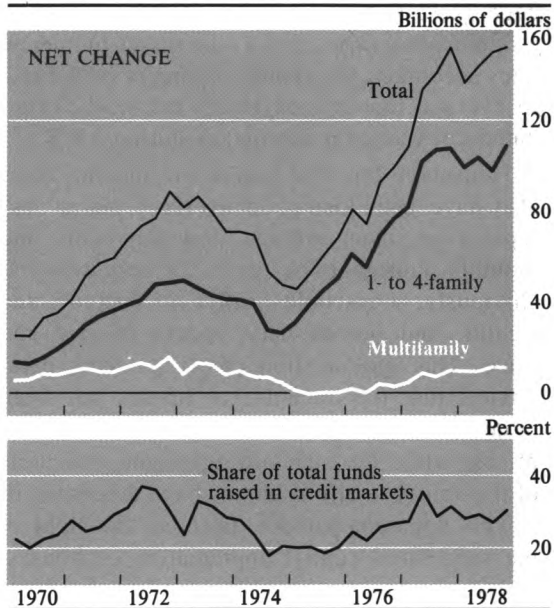 Billions of dollars
NET CHANGE
160
Total
120
80
1- to 4-family
40
Multifamily
0
Percent
Share of total funds
raised in credit markets
40
20
1970 1972 1974 1976 1978